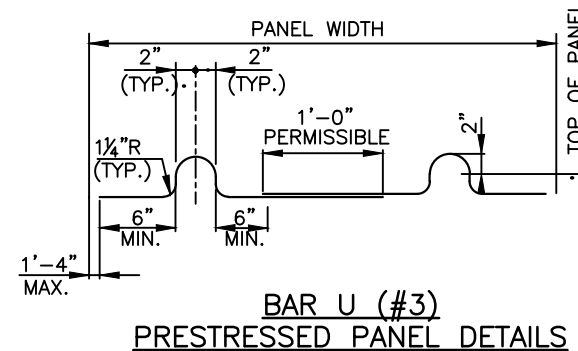 PANEL WIDTH
2"
2"
(TYP.)
(TYP.)
1'-0"
PERMISSIBLE
2"
TOP OF PANEL
1¼"R
(TYP.)
6"
MIN.
6"
MIN.
1'-4"
MAX.
BAR U (#3)
PRESTRESSED PANEL DETAILS